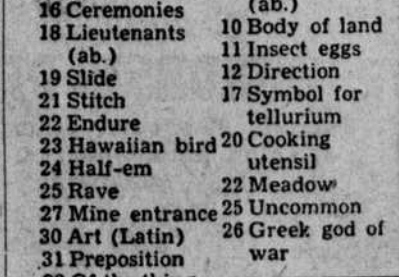 16 Ceremonies
18 Lieutenants
(ab.)
19 Slide
21 Stitch
22 Endure
23 Hawaiian bird
24 Half-em
25 Rave
27 Mine entrance
30 Art (Latin)
31 Preposition
(ab.)
10 Body of land
11 Insect eggs
12 Direction
17 Symbol for
tellurium
20 Cooking
utensil
22 Meadow
25 Uncommon
26 Greek god of
war